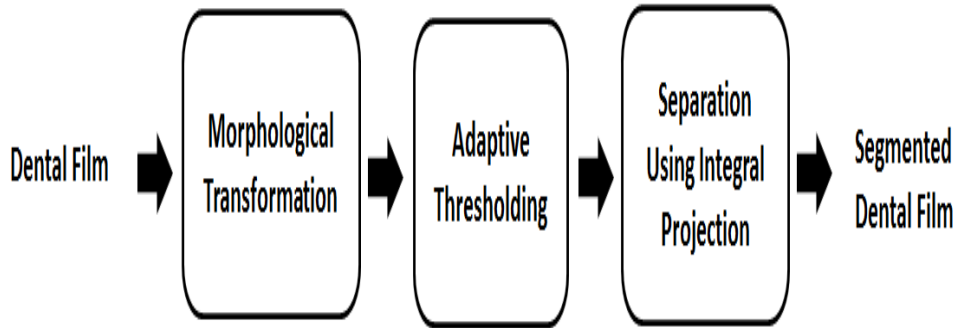 Dental Film
Morphological
Transformation
Adaptive
Thresholding
Separation
Using Integral
Projection
Segmented
Dental Film